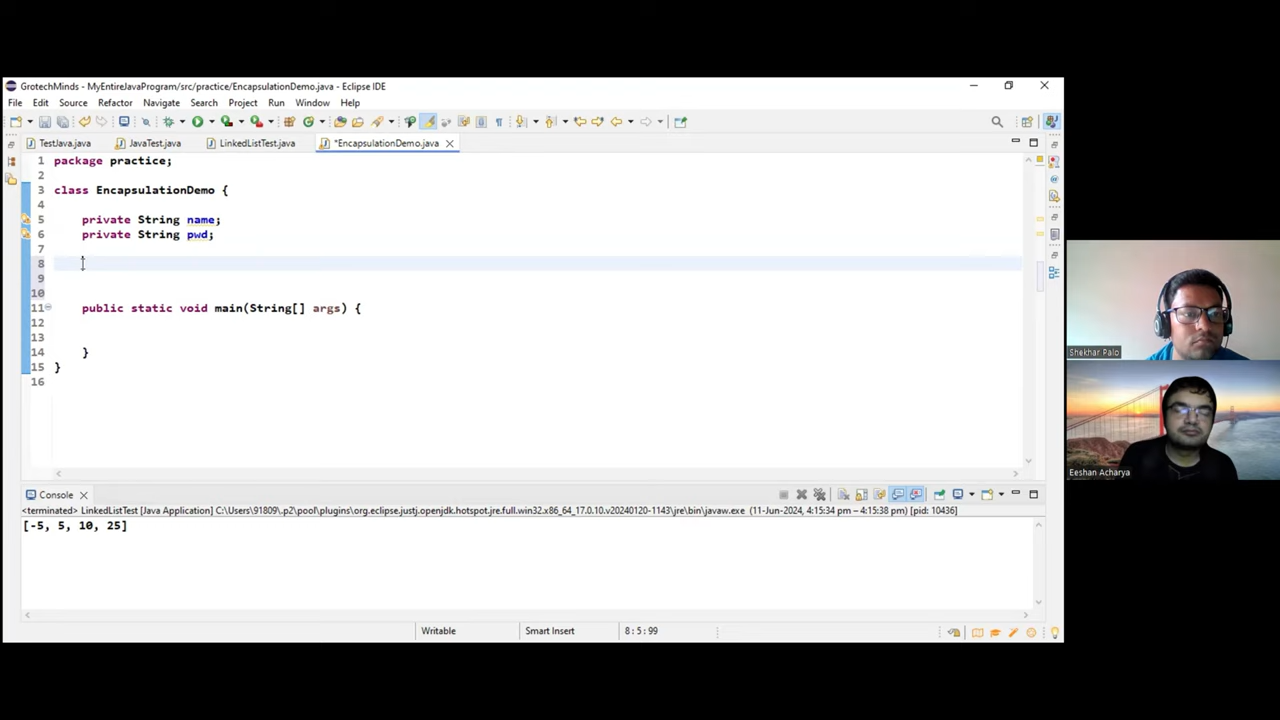 GrotechMinds - MyEntireJavaProgram/src/practice/EncapsulationDemo.java - Eclipse IDE
File Edit Source Refactor Navigate Search Project Run Window Help
TestJava.java JavaTest.java LinkedListTest.java *EncapsulationDemo.java
1 package practice;
2
3 class EncapsulationDemo {
4
5 private String name;
6 private String pwd;
7
8
9
10
11 public static void main(String[] args) {
12
13
14 }
15 }
16
Shekhar Palo
Eeshan Acharya
Console
<terminated> LinkedListTest [Java Application] C:\Users\91809\.p2\pool\plugins\org.eclipse.justj.openjdk.hotspot.jre.full.win32.x86_64_17.0.10.v20240120-1143\jre\bin\javaw.exe (11-Jun-2024, 4:15:34 pm – 4:15:38 pm) [pid: 10436]
[-5, 5, 10, 25]
Writable Smart Insert 8:5:99